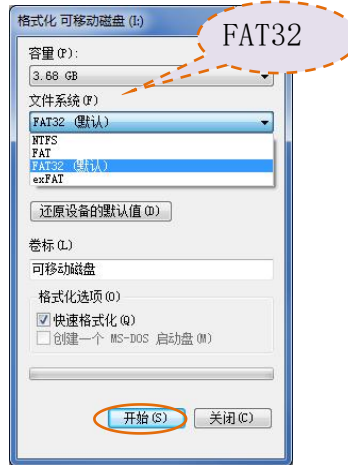 格式化 可移动磁盘 (I:)
FAT32
容量(P):
3.68 GB
文件系统(F)
FAT32 (默认)
NTFS
FAT
FAT32 (默认)
exFAT
还原设备的默认值(D)
卷标(L)
可移动磁盘
格式化选项(O)
快速格式化(Q)
创建一个 MS-DOS 启动盘(M)
开始(S)
关闭(C)